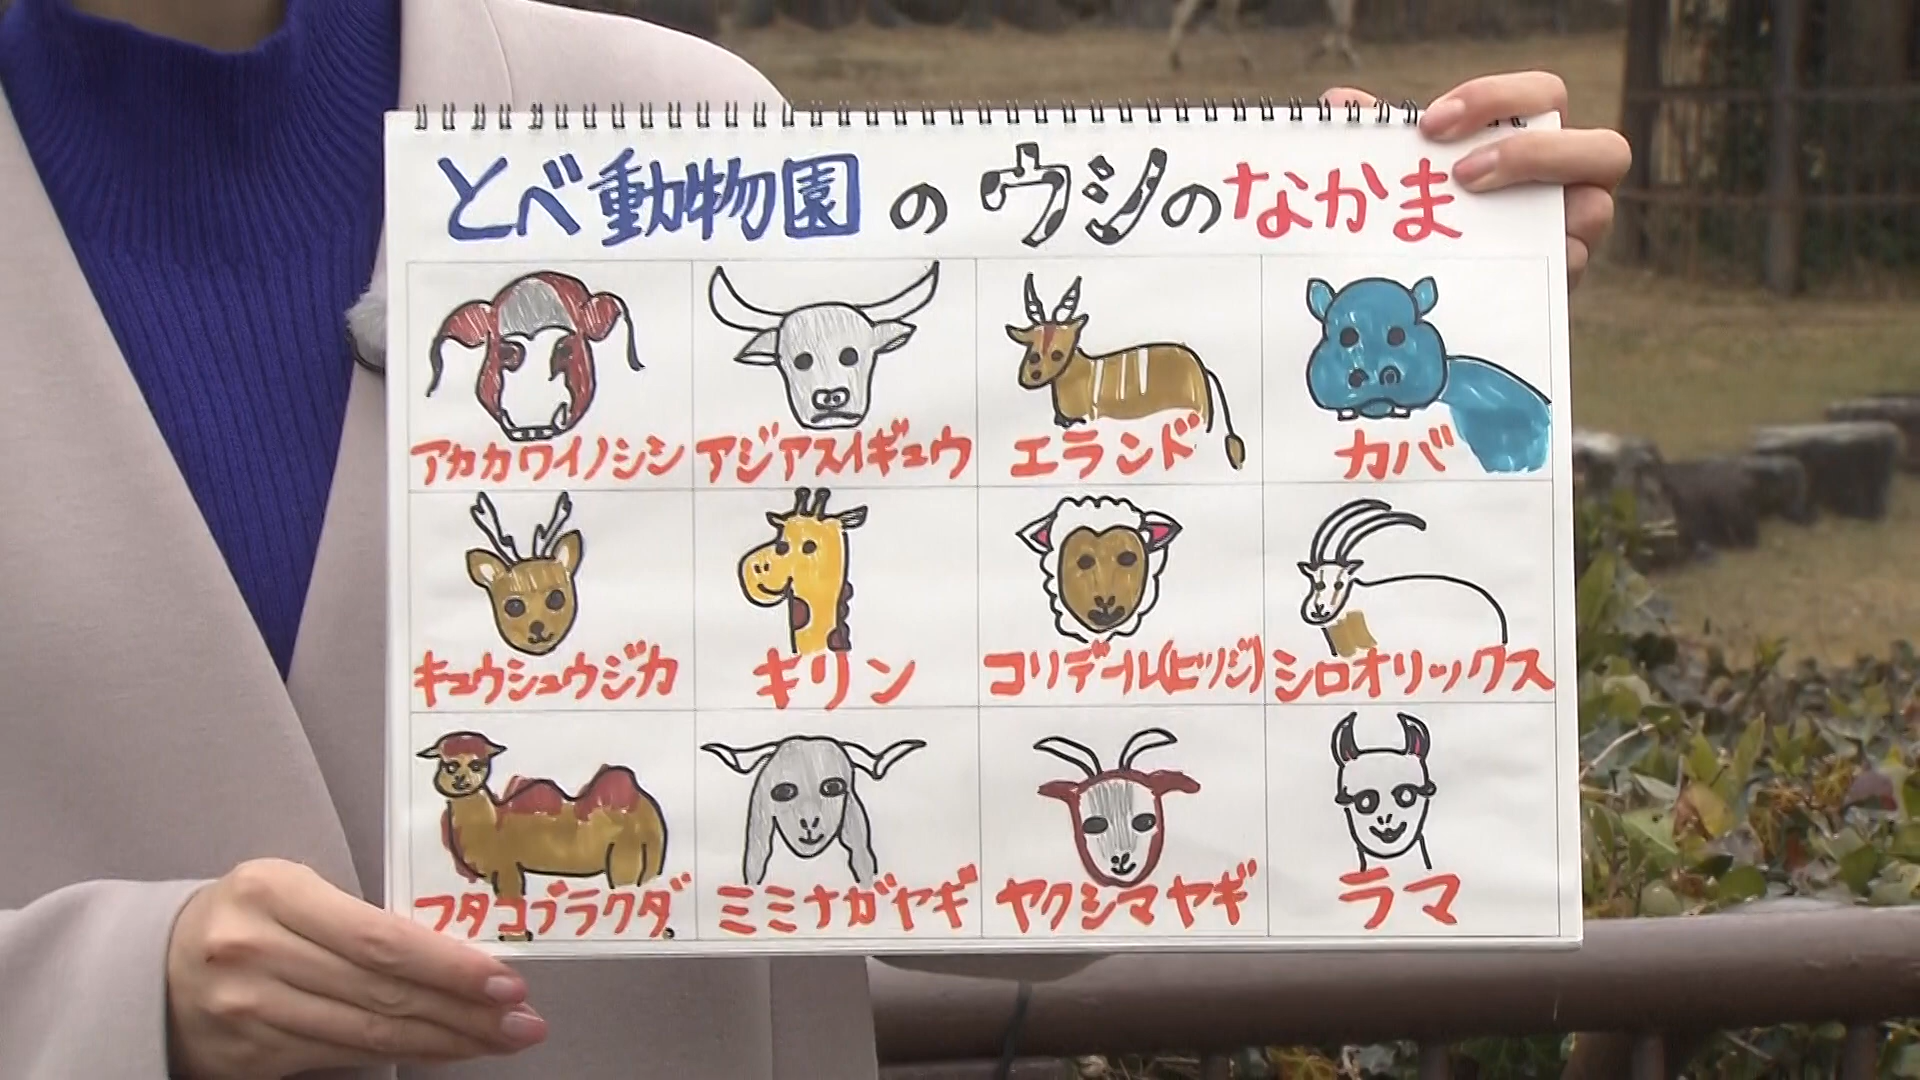 とべ動物園のウシのなかま
アカカワイノシシ
アジアスイギュウ
エランド
カバ
キュウシュウジカ
キリン
コリデール(ヒツジ)
シロオリックス
フタコブラクダ
ミミナガヤギ
ヤクシマヤギ
ラマ